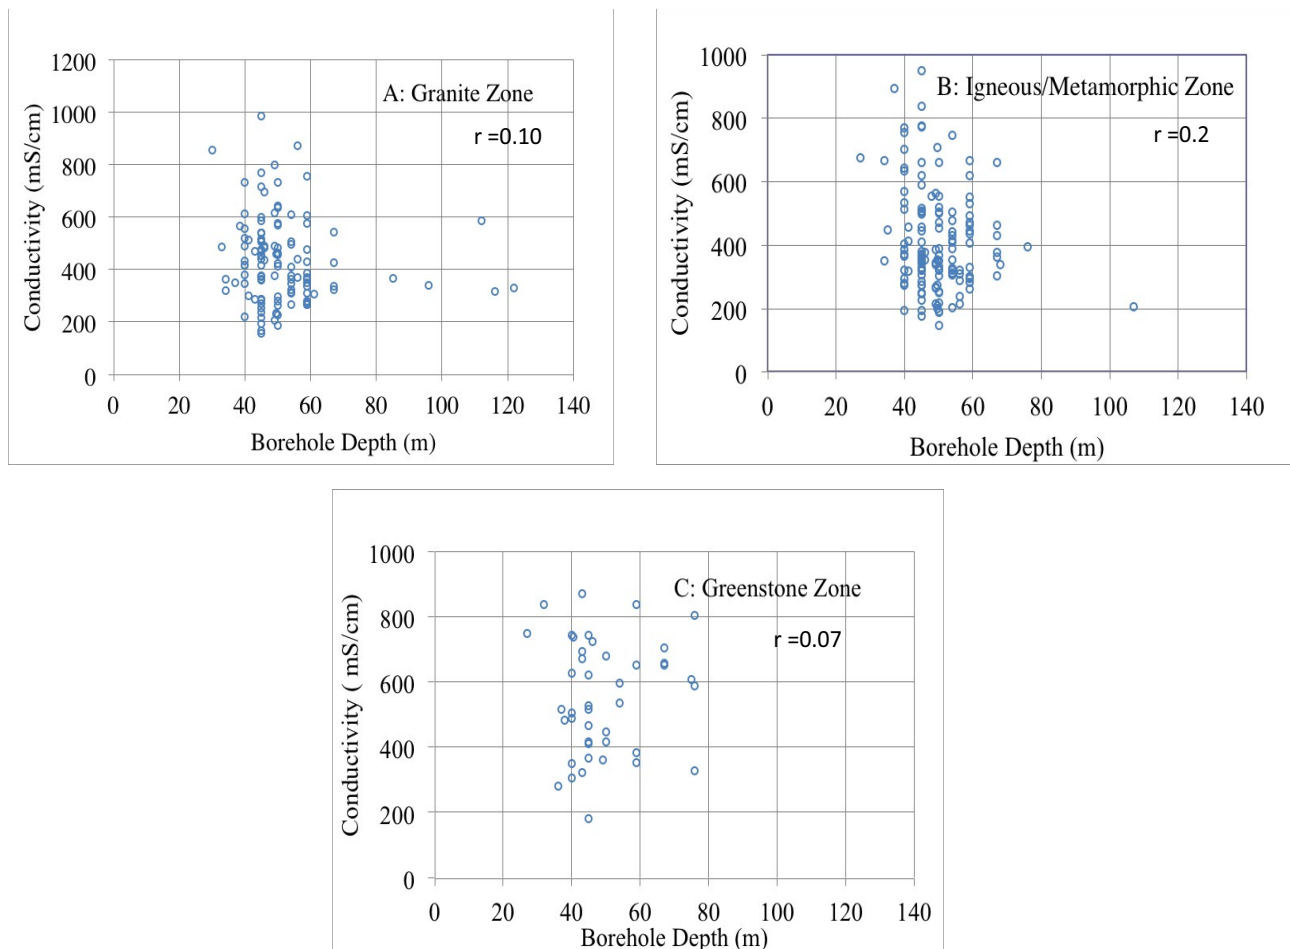 1200
1000
800
600
400
200
0
A: Granite Zone
r =0.10
Conductivity (mS/cm)
0 20 40 60 80 100 120 140
Borehole Depth (m)
1000
800
600
400
200
0
B: Igneous/Metamorphic Zone
r =0.2
Conductivity (mS/cm)
0 20 40 60 80 100 120 140
Borehole Depth (m)
1000
800
600
400
200
0
C: Greenstone Zone
r =0.07
Conductivity ( mS/cm)
0 20 40 60 80 100 120 140
Borehole Depth (m)